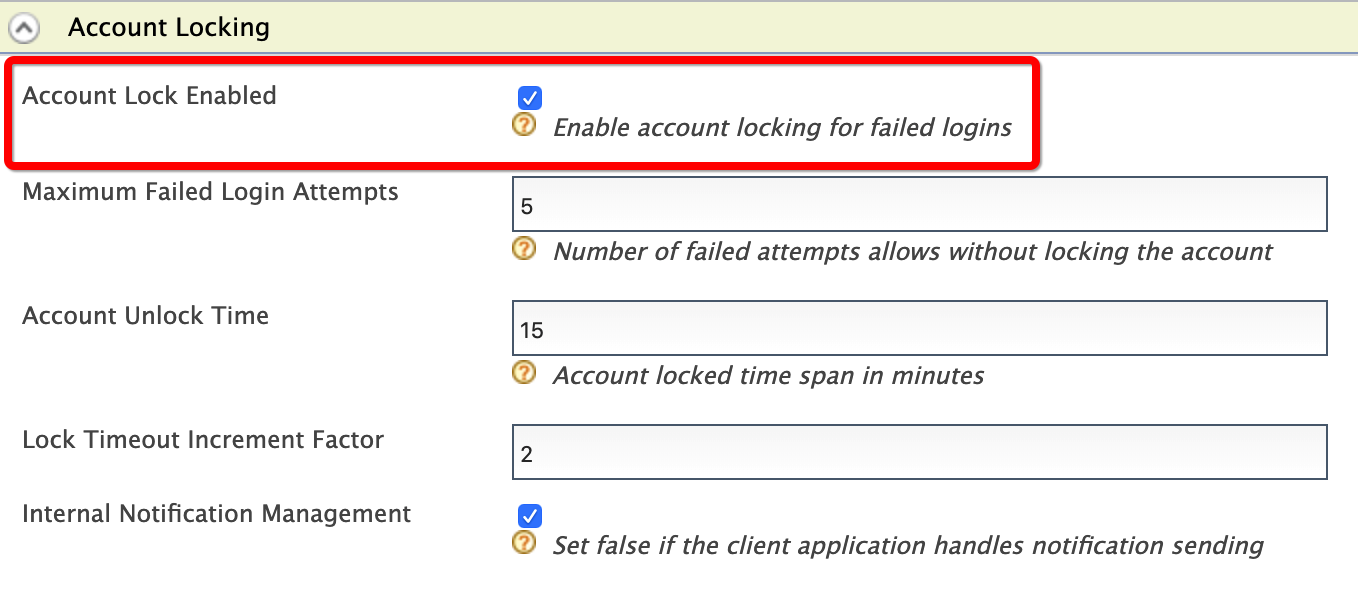 Account Locking
Account Lock Enabled
Enable account locking for failed logins
Maximum Failed Login Attempts
5
Number of failed attempts allows without locking the account
Account Unlock Time
15
Account locked time span in minutes
Lock Timeout Increment Factor
2
Internal Notification Management
Set false if the client application handles notification sending